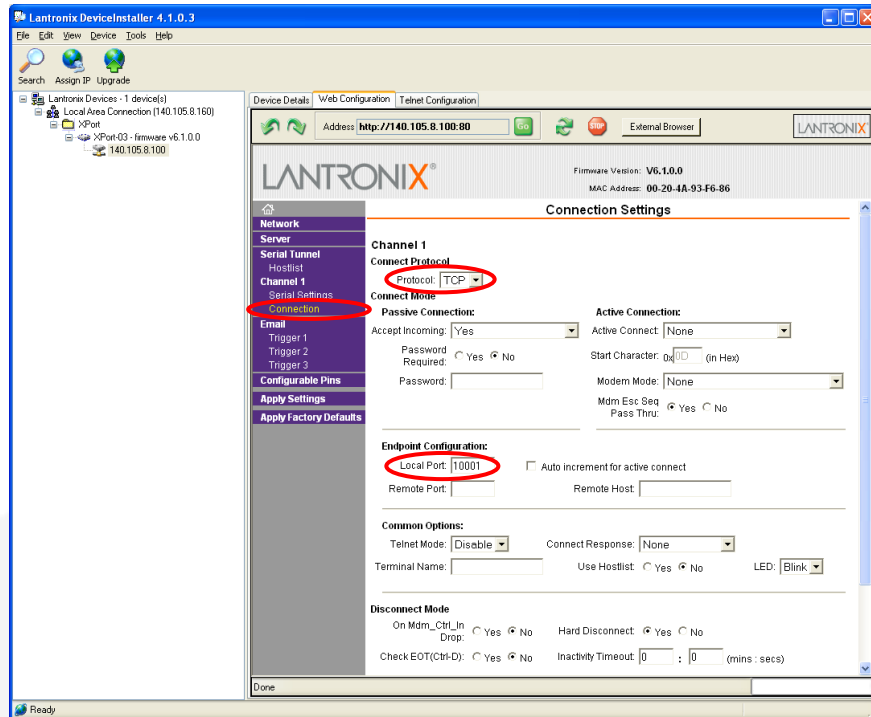 Lantronix DeviceInstaller 4.1.0.3
File Edit View Device Tools Help
Search Assign IP Upgrade
Lantronix Devices - 1 device(s)
Local Area Connection (140.105.8.160)
XPort
XPort-03 - firmware v6.1.0.0
140.105.8.100
Device Details Web Configuration Telnet Configuration
Address http://140.105.8.100:80 Go STOP External Browser LANTRONIX
LANTRONIX®
Firmware Version: V6.1.0.0
MAC Address: 00-20-4A-93-F6-86
Network
Server
Serial Tunnel
Hostlist
Channel 1
Serial Settings
Connection
Email
Trigger 1
Trigger 2
Trigger 3
Configurable Pins
Apply Settings
Apply Factory Defaults
Connection Settings
Channel 1
Connect Protocol
Protocol: TCP
Connect Mode
Passive Connection: Active Connection:
Accept Incoming: Yes Active Connect: None
Password Required: Yes No Start Character: 0x 0D (in Hex)
Password: Modem Mode: None
Mdm Esc Seq Pass Thru: Yes No
Endpoint Configuration:
Local Port: 10001 Auto increment for active connect
Remote Port: Remote Host:
Common Options:
Telnet Mode: Disable Connect Response: None
Terminal Name: Use Hostlist: Yes No LED: Blink
Disconnect Mode
On Mdm_Ctrl_In Drop: Yes No Hard Disconnect: Yes No
Check EOT(Ctrl-D): Yes No Inactivity Timeout: 0 : 0 (mins : secs)
Done
Ready